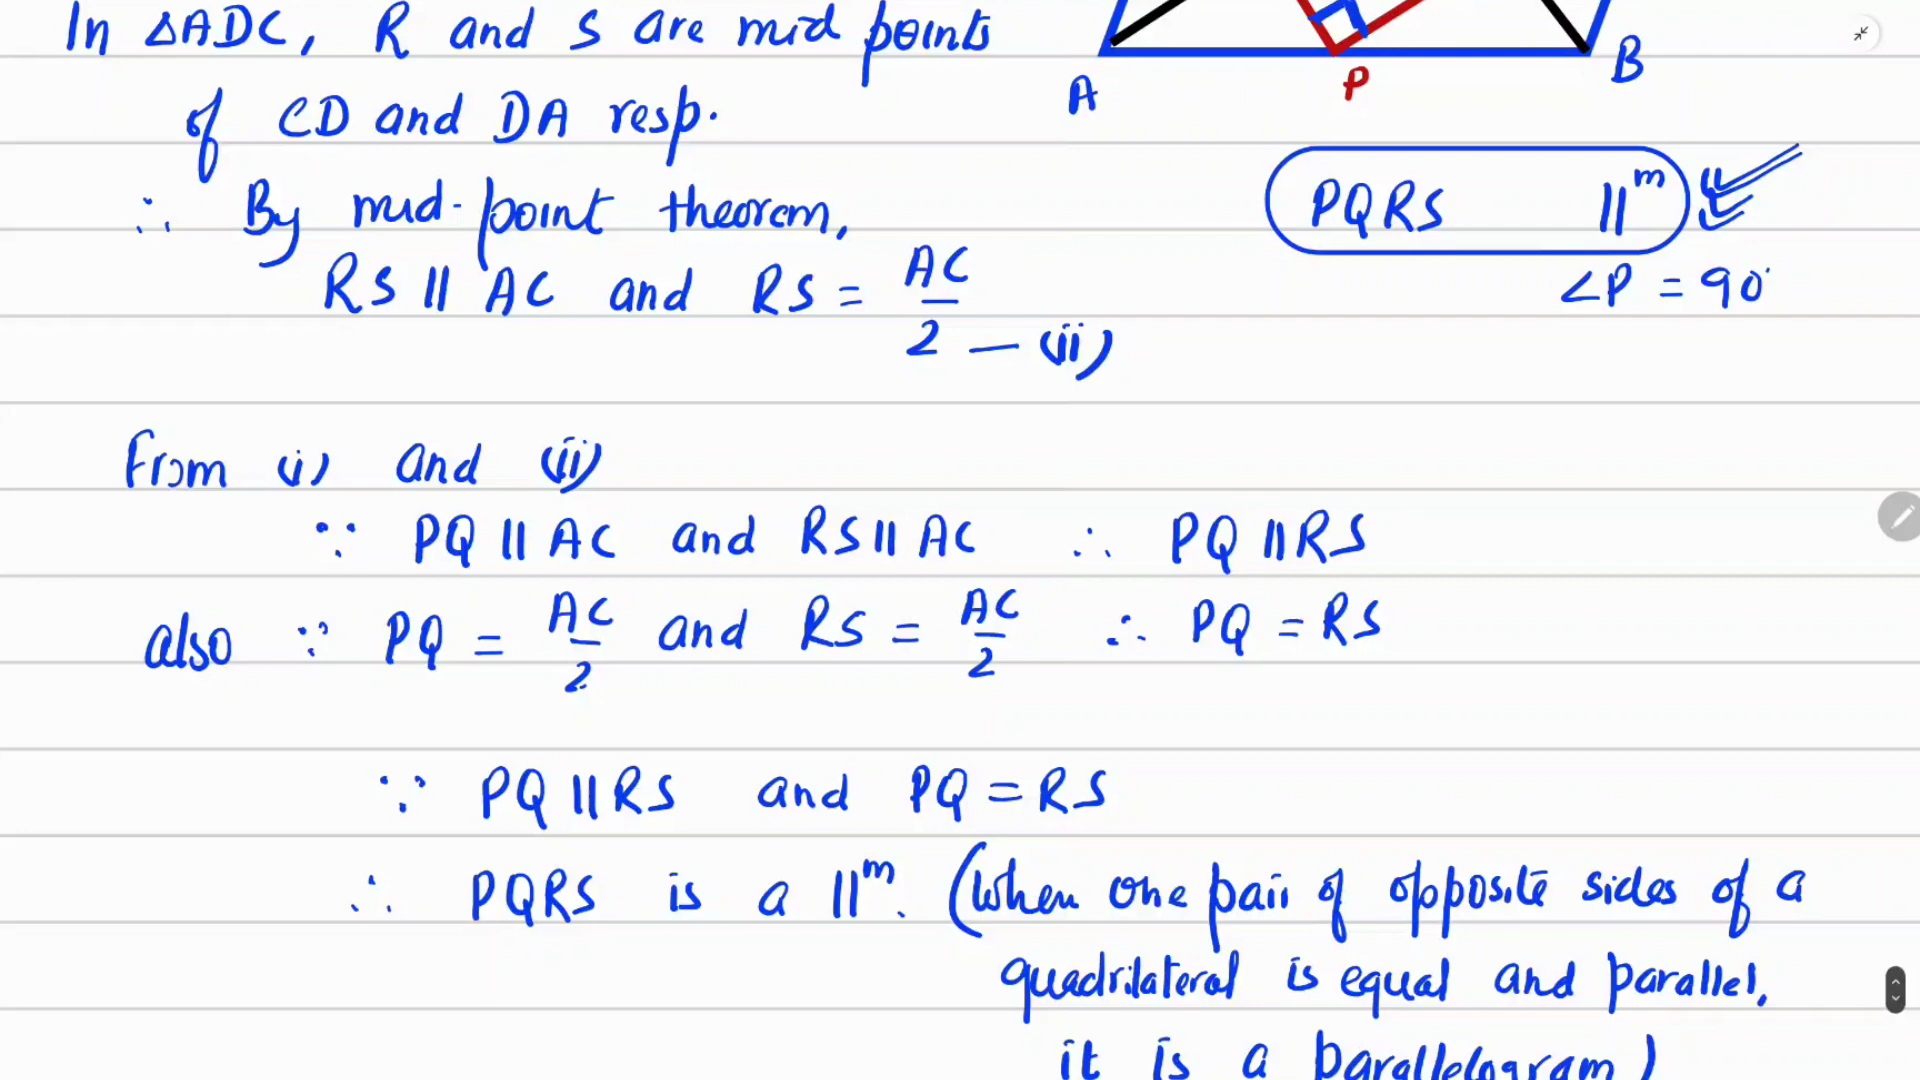 In ΔADC, R and S are mid points
of CD and DA resp.
∴ By mid-point theorem,
RS || AC and RS = AC/2 — (ii)
A P B
PQRS ||m
∠P = 90°
From (i) and (ii)
∵ PQ || AC and RS || AC ∴ PQ || RS
also ∵ PQ = AC/2 and RS = AC/2 ∴ PQ = RS
∵ PQ || RS and PQ = RS
∴ PQRS is a ||m. (When one pair of opposite sides of a
quadrilateral is equal and parallel,
it is a parallelogram)